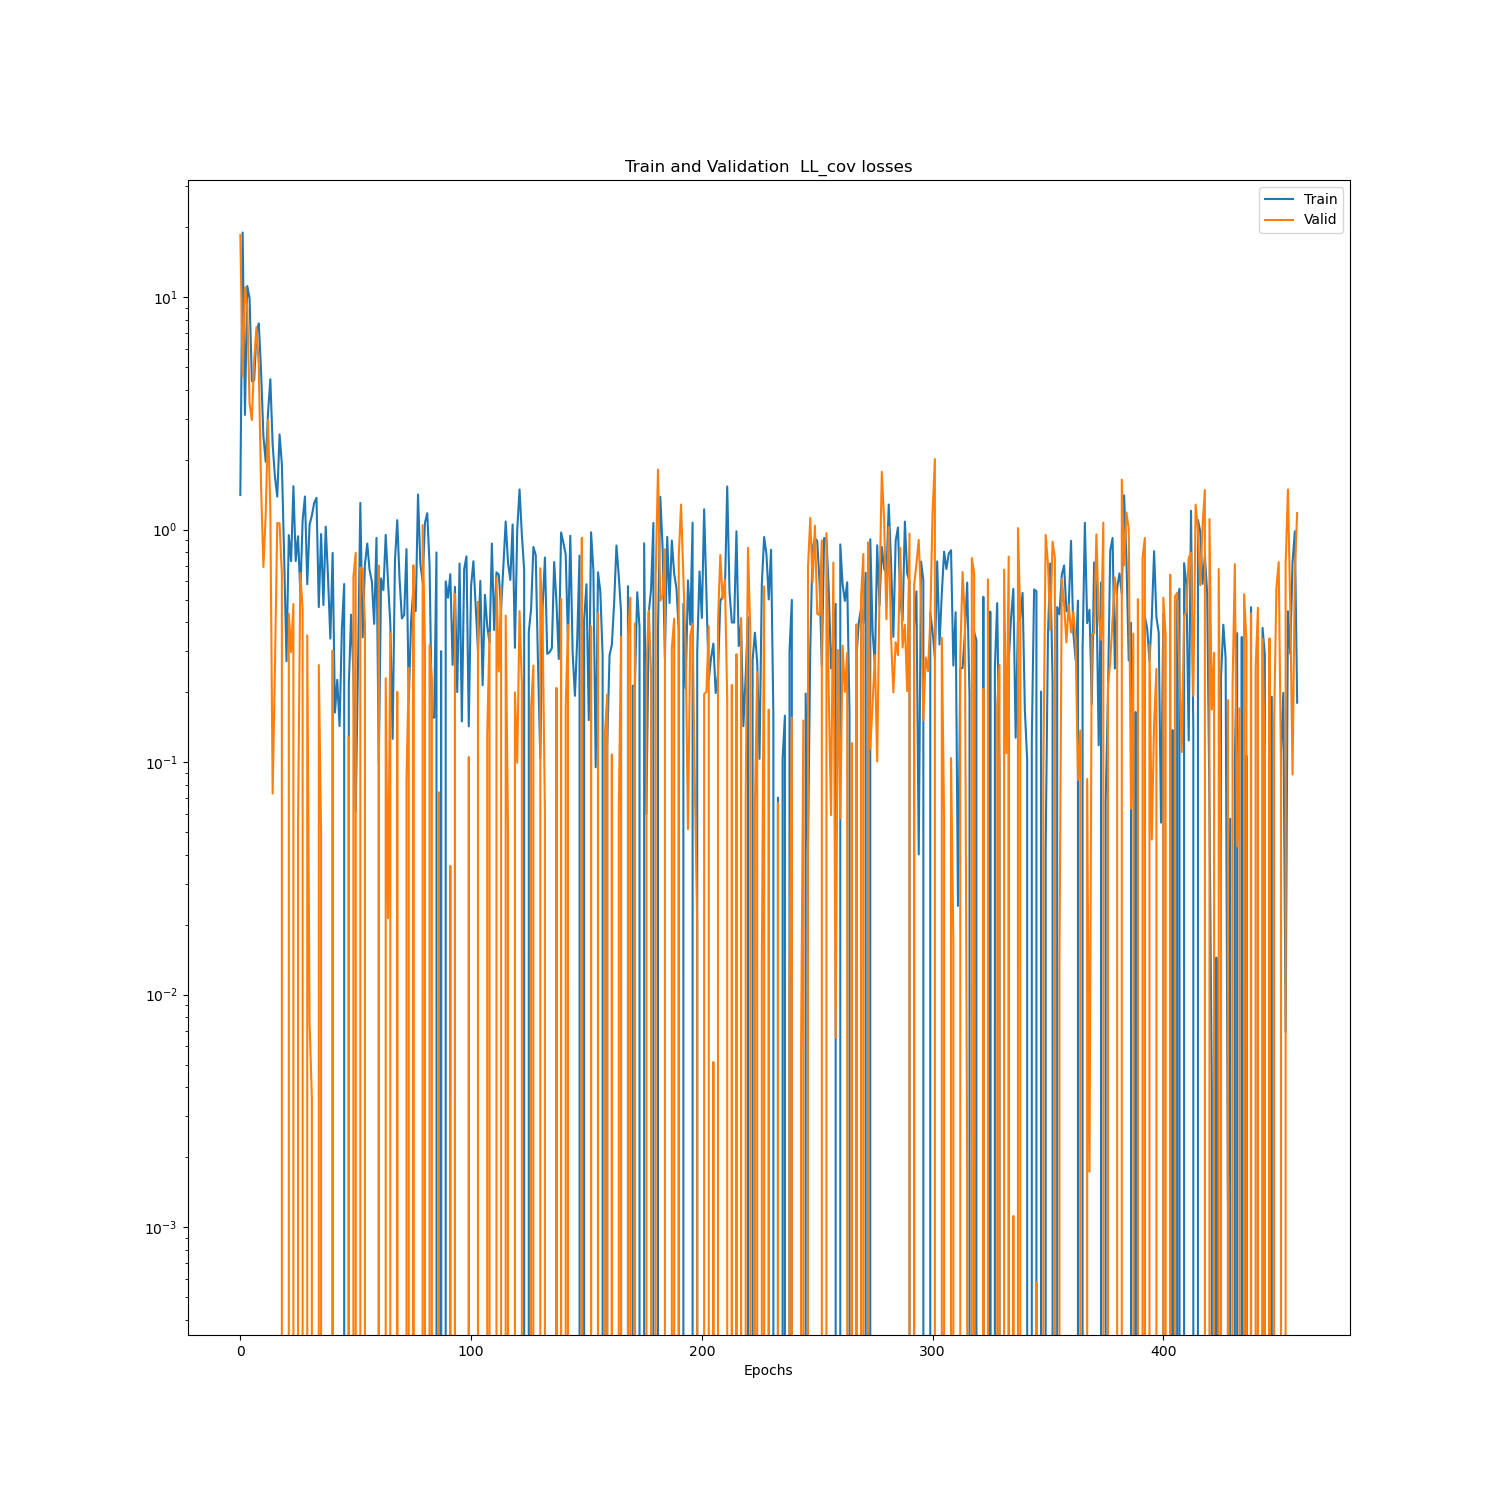 Train and Validation  LL_cov losses
Train
Valid
10¹
10⁰
10⁻¹
10⁻²
10⁻³
0 100 200 300 400
Epochs